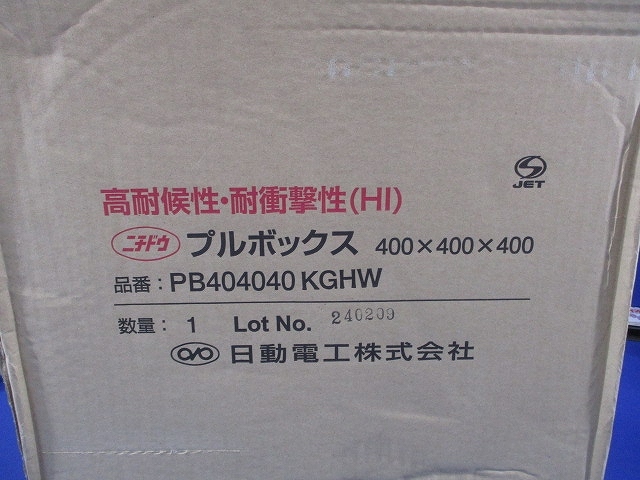 JET
高耐候性・耐衝撃性(HI)
ニチドウ プルボックス 400×400×400
品番：PB404040KGHW
数量：1 Lot No. 240209
日動電工株式会社